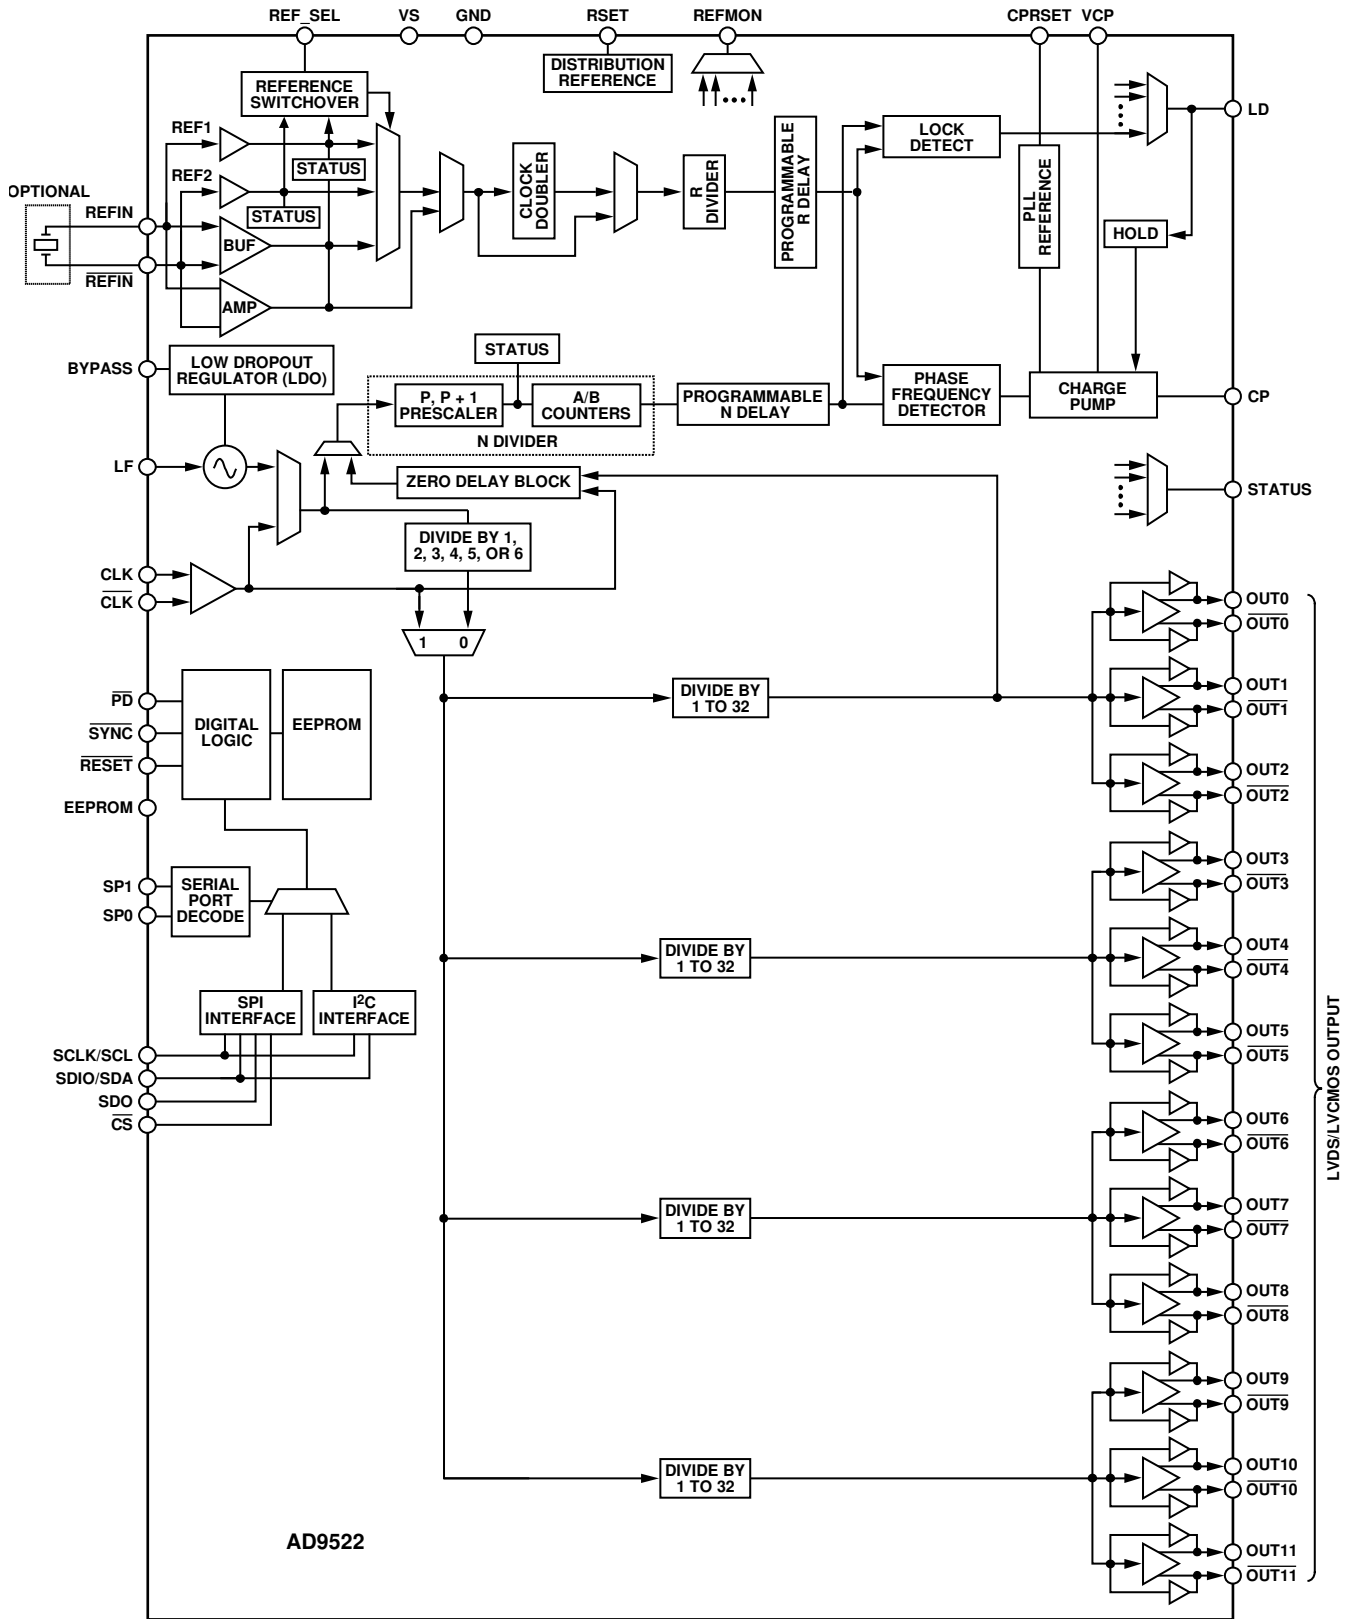 REF_SEL VS GND RSET REFMON CPRSET VCP
DISTRIBUTION
REFERENCE
REFERENCE
SWITCHOVER
LD
REF1
STATUS
REF2
STATUS
OPTIONAL
REFIN
REFIN
BUF
AMP
CLOCK
DOUBLER
R
DIVIDER
PROGRAMMABLE
R DELAY
LOCK
DETECT
PLL
REFERENCE
HOLD
BYPASS
LOW DROPOUT
REGULATOR (LDO)
STATUS
P, P + 1
PRESCALER
A/B
COUNTERS
N DIVIDER
PROGRAMMABLE
N DELAY
PHASE
FREQUENCY
DETECTOR
CHARGE
PUMP
CP
LF
ZERO DELAY BLOCK
STATUS
DIVIDE BY 1,
2, 3, 4, 5, OR 6
CLK
CLK
1 0
OUT0
OUT0
PD
SYNC
RESET
EEPROM
DIGITAL
LOGIC
EEPROM
DIVIDE BY
1 TO 32
OUT1
OUT1
OUT2
OUT2
SP1
SP0
SERIAL
PORT
DECODE
OUT3
OUT3
DIVIDE BY
1 TO 32
OUT4
OUT4
SPI
INTERFACE
I²C
INTERFACE
OUT5
OUT5
SCLK/SCL
SDIO/SDA
SDO
CS
LVDS/LVCMOS OUTPUT
OUT6
OUT6
DIVIDE BY
1 TO 32
OUT7
OUT7
OUT8
OUT8
OUT9
OUT9
DIVIDE BY
1 TO 32
OUT10
OUT10
AD9522
OUT11
OUT11